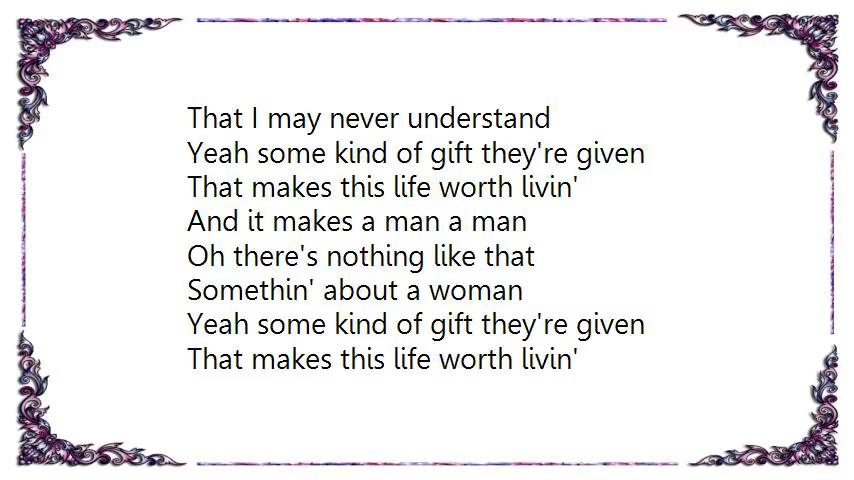 That I may never understand
Yeah some kind of gift they're given
That makes this life worth livin'
And it makes a man a man
Oh there's nothing like that
Somethin' about a woman
Yeah some kind of gift they're given
That makes this life worth livin'